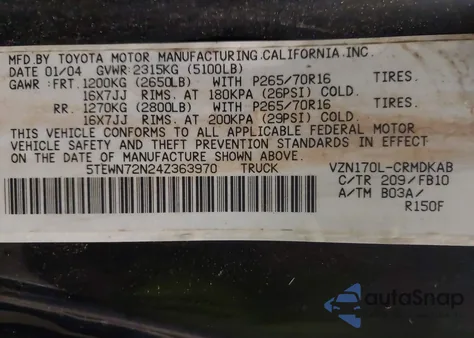 MFD BY TOYOTA MOTOR MANUFACTURING, CALIFORNIA, INC.
DATE 01/04 GVWR: 2315KG (5100LB)
GAWR: FRT. 1200KG (2650LB) WITH P265/70R16 TIRES.
16X7JJ RIMS. AT 180KPA (26PSI) COLD.
RR. 1270KG (2800LB) WITH P265/70R16 TIRES.
16X7JJ RIMS. AT 200KPA (29PSI) COLD.
THIS VEHICLE CONFORMS TO ALL APPLICABLE FEDERAL MOTOR
VEHICLE SAFETY AND THEFT PREVENTION STANDARDS IN EFFECT
ON THE DATE OF MANUFACTURE SHOWN ABOVE.
5TEWN72N24Z363970 TRUCK VZN170L-CRMDKAB
C/TR 209/FB10
A/TM B03A/
R150F
autoSnap